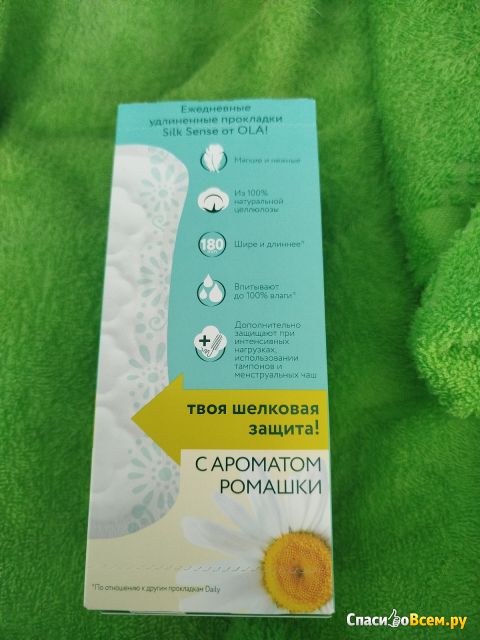 Ежедневные
удлиненные прокладки
Silk Sense от OLA!
Мягкие и нежные
Из 100%
натуральной
целлюлозы
180
Шире и длиннее*
Впитывают
до 100% влаги*
Дополнительно
защищают при
интенсивных
нагрузках,
использовании
тампонов и
менструальных чаш
твоя шелковая
защита!
С АРОМАТОМ
РОМАШКИ
*По отношению к другим прокладкам Daily
СпасибоВсем.ру